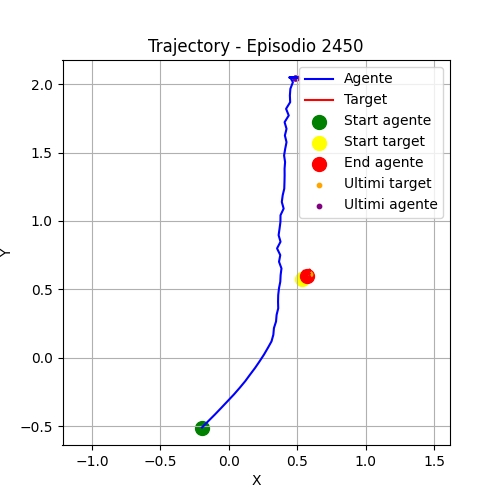 Trajectory - Episodio 2450
Agente
Target
Start agente
Start target
End agente
Ultimi target
Ultimi agente
2.0
1.5
1.0
0.5
0.0
−0.5
Y
−1.0 −0.5 0.0 0.5 1.0 1.5
X